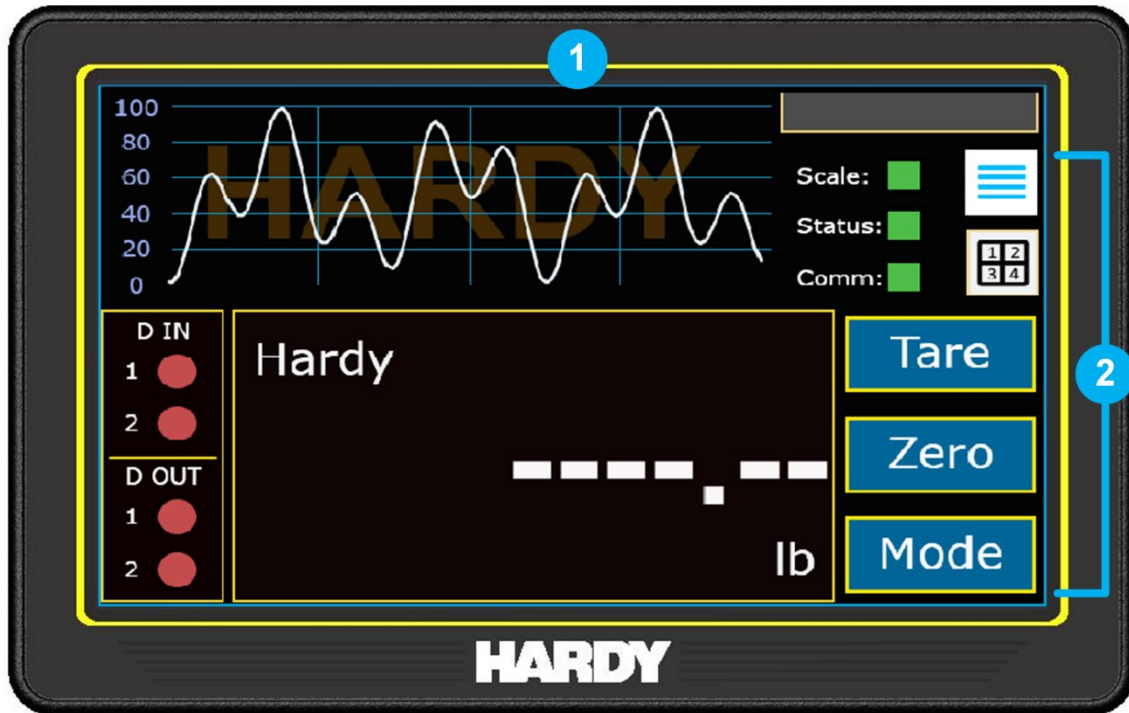 1
100
80
60
40
20
0
HARDY
Scale:
Status:
Comm:
1 2
3 4
D IN
1
2
D OUT
1
2
Hardy
----.--
lb
Tare
Zero
Mode
2
HARDY